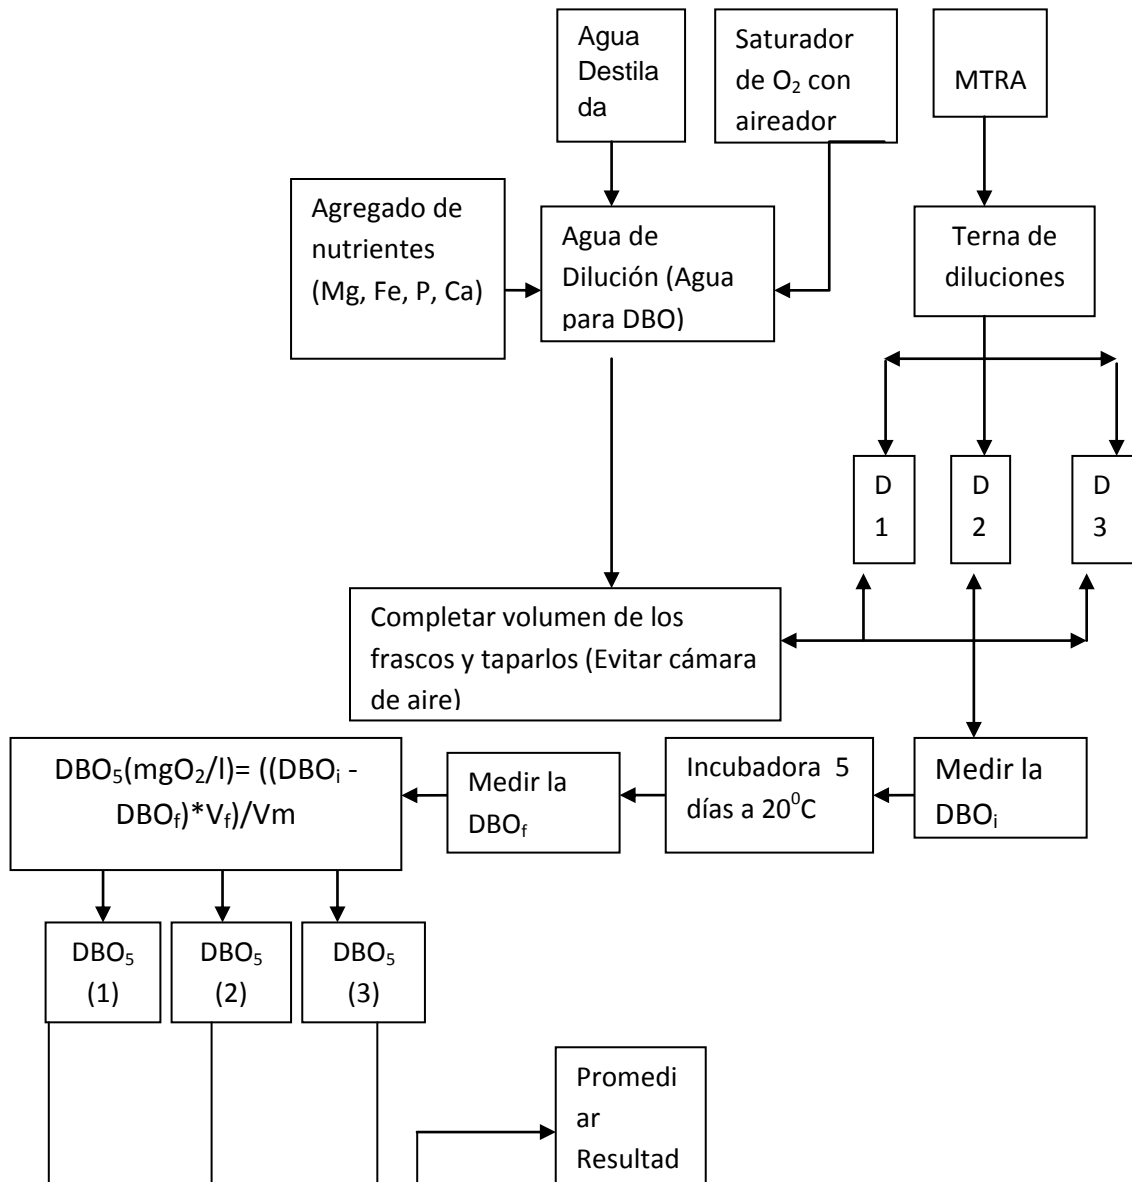 Agua
Destila
da
Saturador
de O₂ con
aireador
MTRA
Agregado de
nutrientes
(Mg, Fe, P, Ca)
Agua de
Dilución (Agua
para DBO)
Terna de
diluciones
D
1
D
2
D
3
Completar volumen de los
frascos y taparlos (Evitar cámara
de aire)
DBO₅(mgO₂/l)= ((DBOᵢ -
DBO_f)*V_f)/Vm
Medir la
DBO_f
Incubadora 5
días a 20⁰C
Medir la
DBOᵢ
DBO₅
(1)
DBO₅
(2)
DBO₅
(3)
Promedi
ar
Resultad